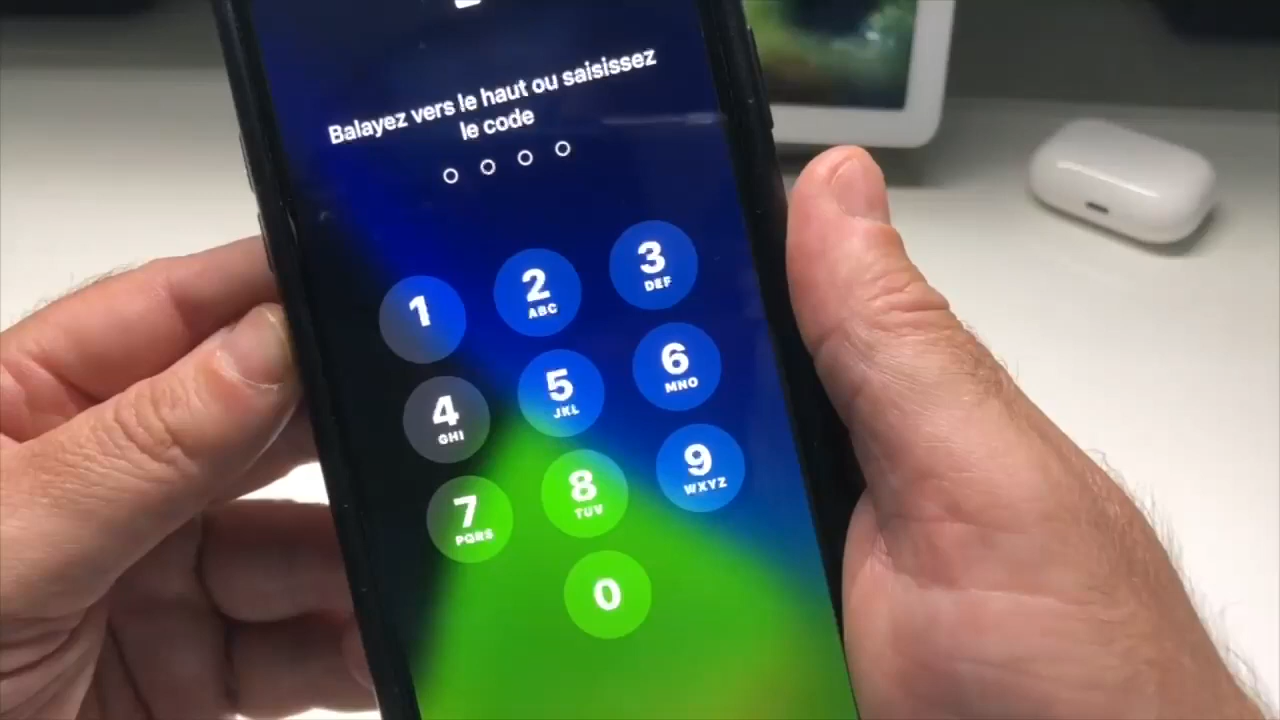 Balayez vers le haut ou saisissez
le code
1 2 3
ABC DEF
4 5 6
GHI JKL MNO
7 8 9
PQRS TUV WXYZ
0